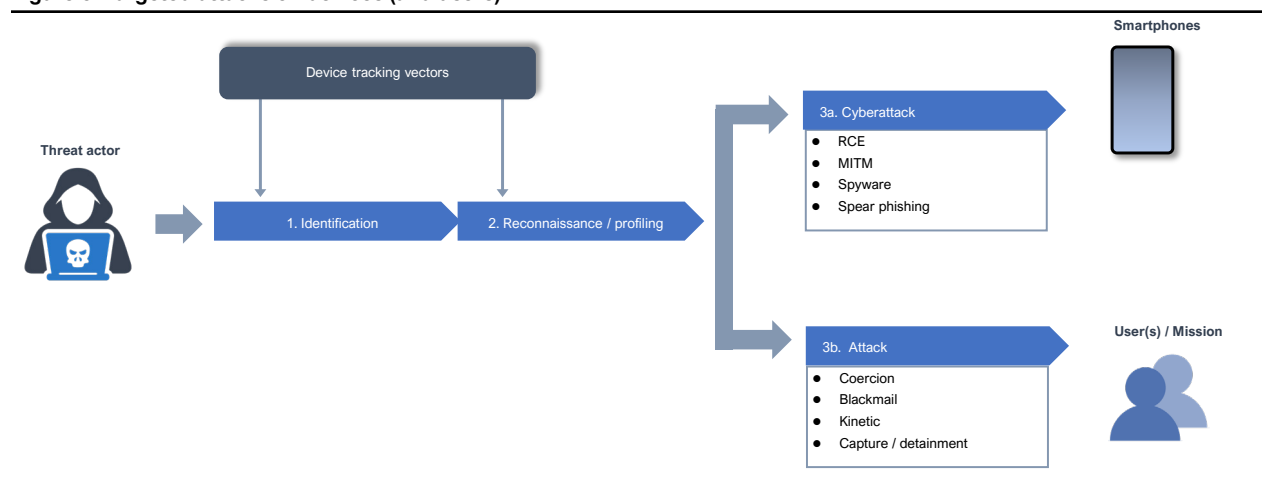 Smartphones
Device tracking vectors
3a. Cyberattack
● RCE
● MITM
● Spyware
● Spear phishing
Threat actor
1. Identification
2. Reconnaissance / profiling
User(s) / Mission
3b. Attack
● Coercion
● Blackmail
● Kinetic
● Capture / detainment